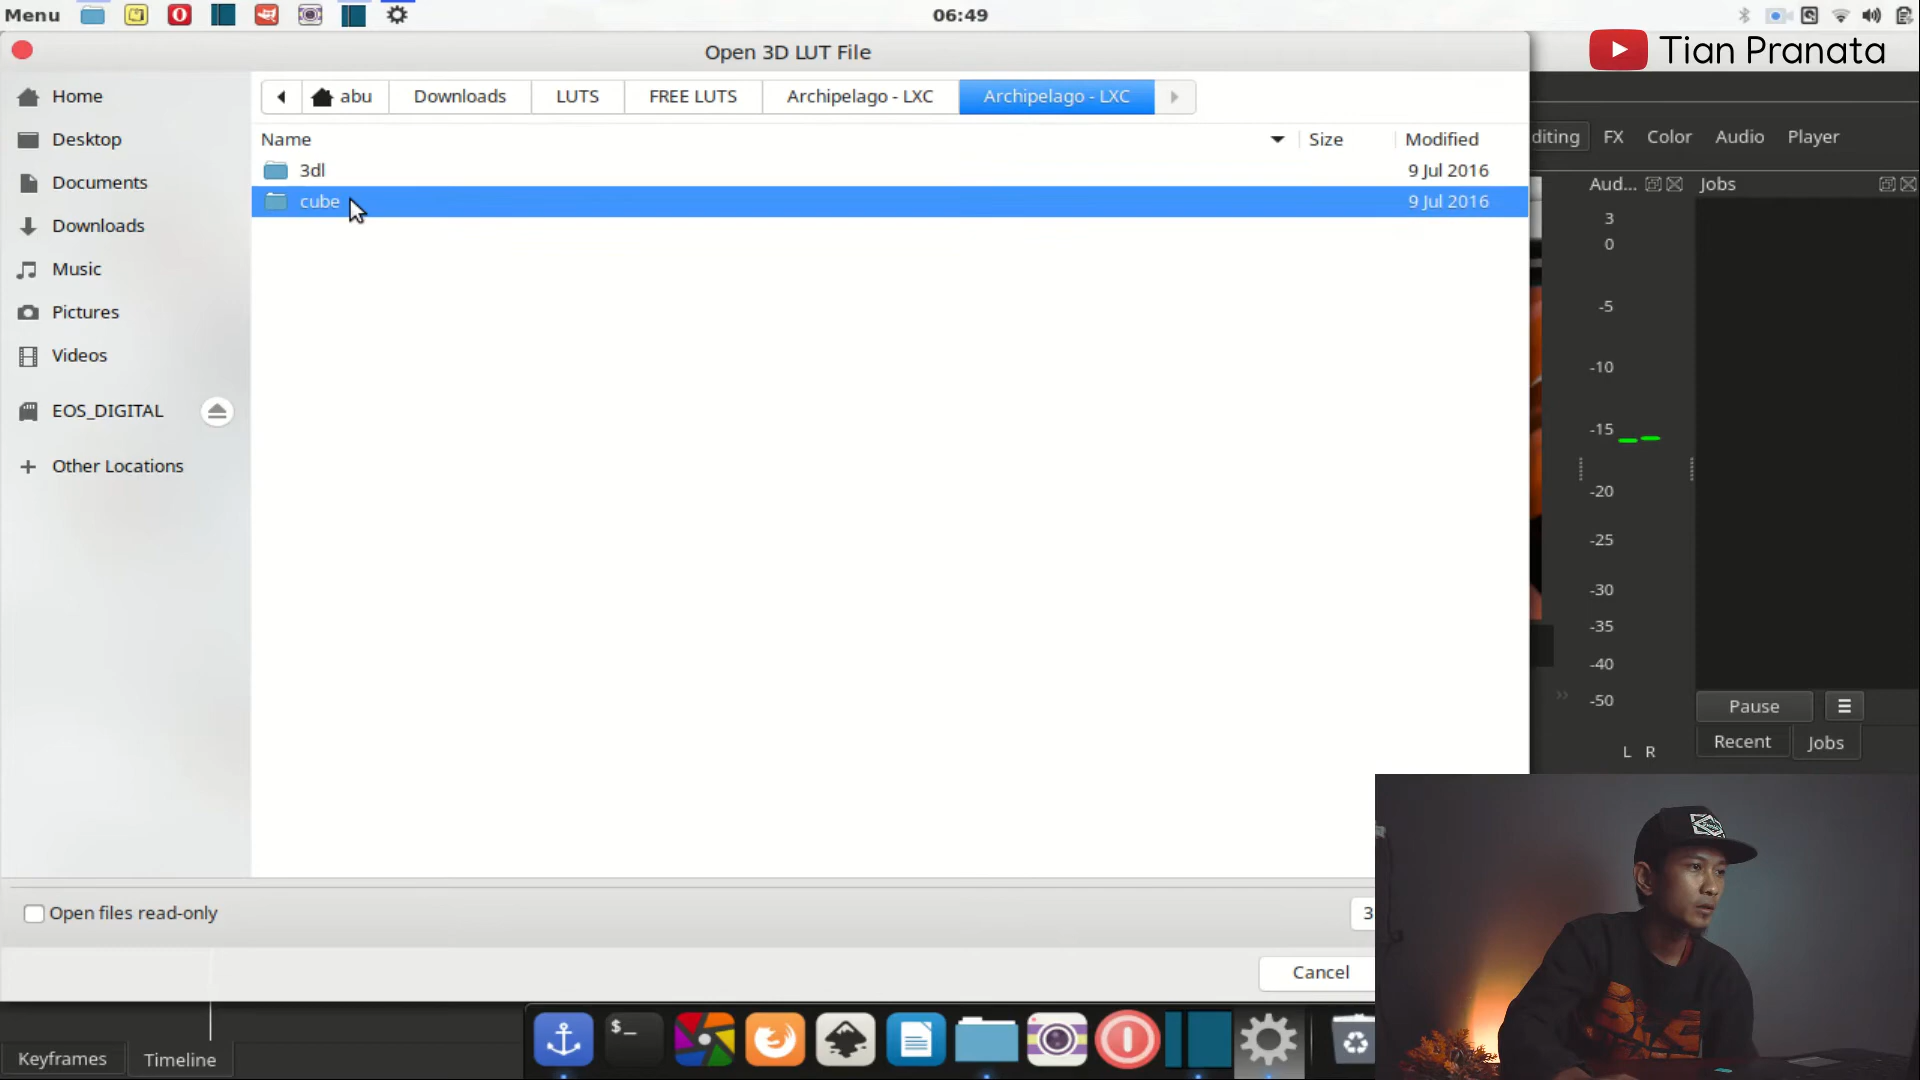 Menu
06:49
Open 3D LUT File
Tian Pranata
Home
abu
Downloads
LUTS
FREE LUTS
Archipelago - LXC
Archipelago - LXC
Desktop
Name
Size
Modified
diting
FX
Color
Audio
Player
3dl
9 Jul 2016
Documents
cube
9 Jul 2016
Aud...
Jobs
Downloads
Music
Pictures
Videos
EOS_DIGITAL
Other Locations
3
0
-5
-10
-15
-20
-25
-30
-35
-40
-50
L R
Pause
Recent
Jobs
Open files read-only
3
Cancel
$ _
Keyframes
Timeline